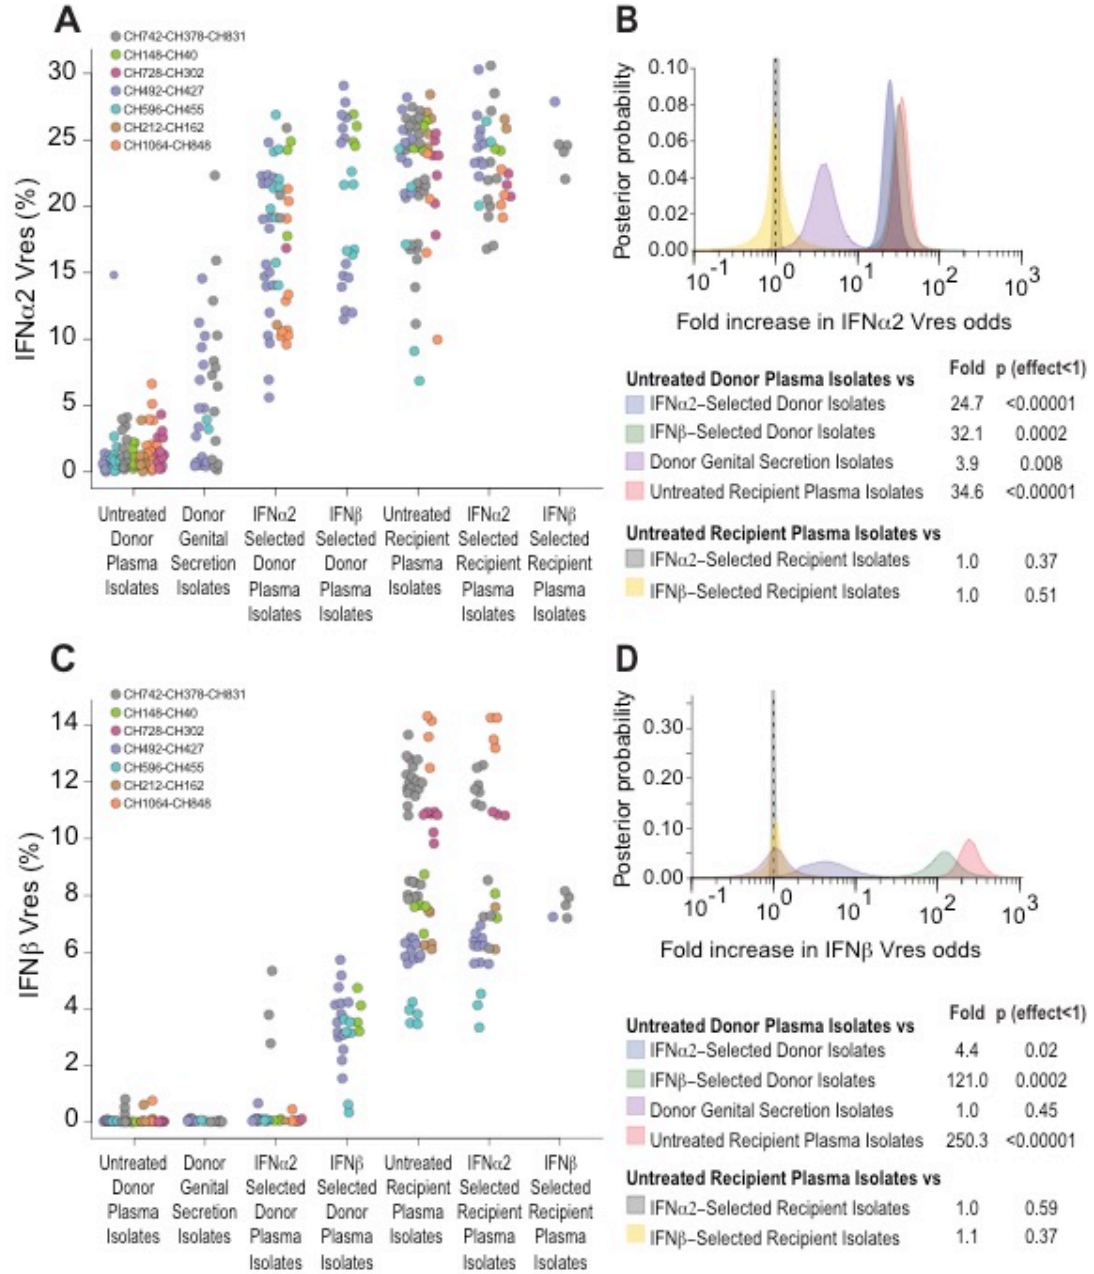 A
CH742-CH378-CH831
CH148-CH40
CH728-CH302
CH492-CH427
CH596-CH455
CH212-CH162
CH1064-CH848
IFNα2 Vres (%)
30
25
20
15
10
5
0
Untreated Donor Plasma Isolates
Donor Genital Secretion Isolates
IFNα2 Selected Donor Plasma Isolates
IFNβ Selected Donor Plasma Isolates
Untreated Recipient Plasma Isolates
IFNα2 Selected Recipient Plasma Isolates
IFNβ Selected Recipient Plasma Isolates
B
Posterior probability
0.10
0.08
0.06
0.04
0.02
0.00
10-1 100 101 102 103
Fold increase in IFNα2 Vres odds
Fold p (effect<1)
Untreated Donor Plasma Isolates vs
IFNα2–Selected Donor Isolates 24.7 <0.00001
IFNβ–Selected Donor Isolates 32.1 0.0002
Donor Genital Secretion Isolates 3.9 0.008
Untreated Recipient Plasma Isolates 34.6 <0.00001
Untreated Recipient Plasma Isolates vs
IFNα2–Selected Recipient Isolates 1.0 0.37
IFNβ–Selected Recipient Isolates 1.0 0.51
C
CH742-CH378-CH831
CH148-CH40
CH728-CH302
CH492-CH427
CH596-CH455
CH212-CH162
CH1064-CH848
IFNβ Vres (%)
14
12
10
8
6
4
2
0
Untreated Donor Plasma Isolates
Donor Genital Secretion Isolates
IFNα2 Selected Donor Plasma Isolates
IFNβ Selected Donor Plasma Isolates
Untreated Recipient Plasma Isolates
IFNα2 Selected Recipient Plasma Isolates
IFNβ Selected Recipient Plasma Isolates
D
Posterior probability
0.30
0.20
0.10
0.00
10-1 100 101 102 103
Fold increase in IFNβ Vres odds
Fold p (effect<1)
Untreated Donor Plasma Isolates vs
IFNα2–Selected Donor Isolates 4.4 0.02
IFNβ–Selected Donor Isolates 121.0 0.0002
Donor Genital Secretion Isolates 1.0 0.45
Untreated Recipient Plasma Isolates 250.3 <0.00001
Untreated Recipient Plasma Isolates vs
IFNα2–Selected Recipient Isolates 1.0 0.59
IFNβ–Selected Recipient Isolates 1.1 0.37